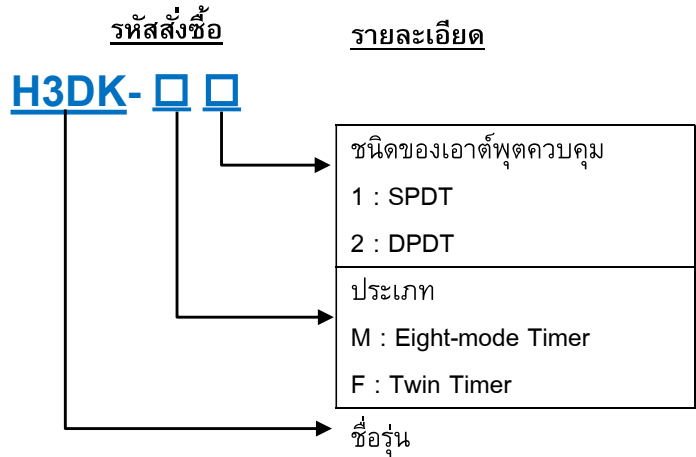 รหัสสั่งซื้อ
รายละเอียด
H3DK- □ □
ชนิดของเอาต์พุตควบคุม
1 : SPDT
2 : DPDT
ประเภท
M : Eight-mode Timer
F : Twin Timer
ชื่อรุ่น